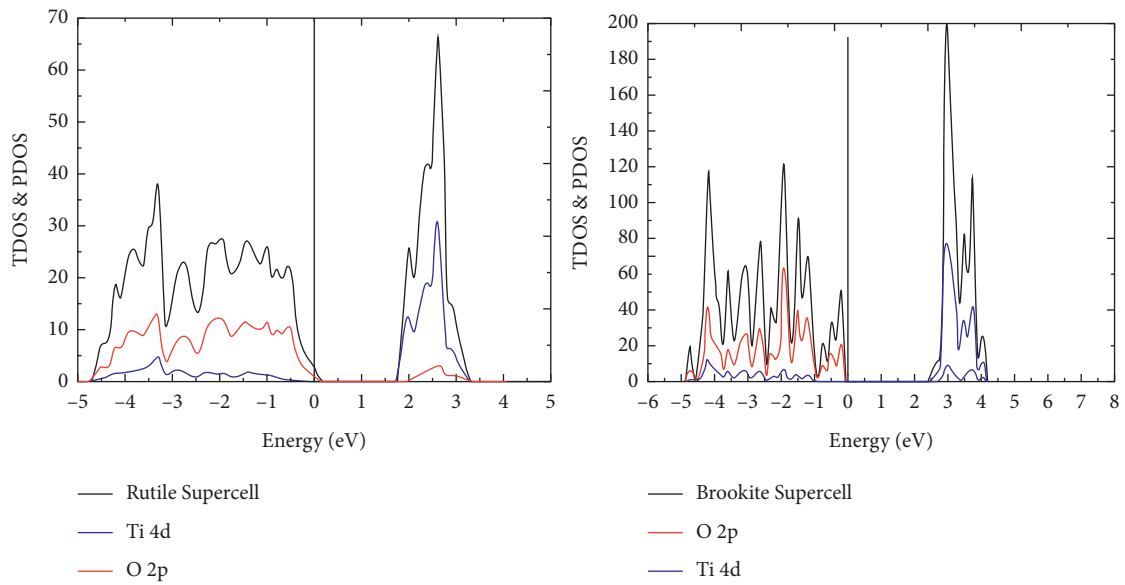 70
60
50
40
30
20
10
0
TDOS & PDOS
–5 –4 –3 –2 –1 0 1 2 3 4 5
Energy (eV)
Rutile Supercell
Ti 4d
O 2p
200
180
160
140
120
100
80
60
40
20
0
TDOS & PDOS
–6 –5 –4 –3 –2 –1 0 1 2 3 4 5 6 7 8
Energy (eV)
Brookite Supercell
O 2p
Ti 4d